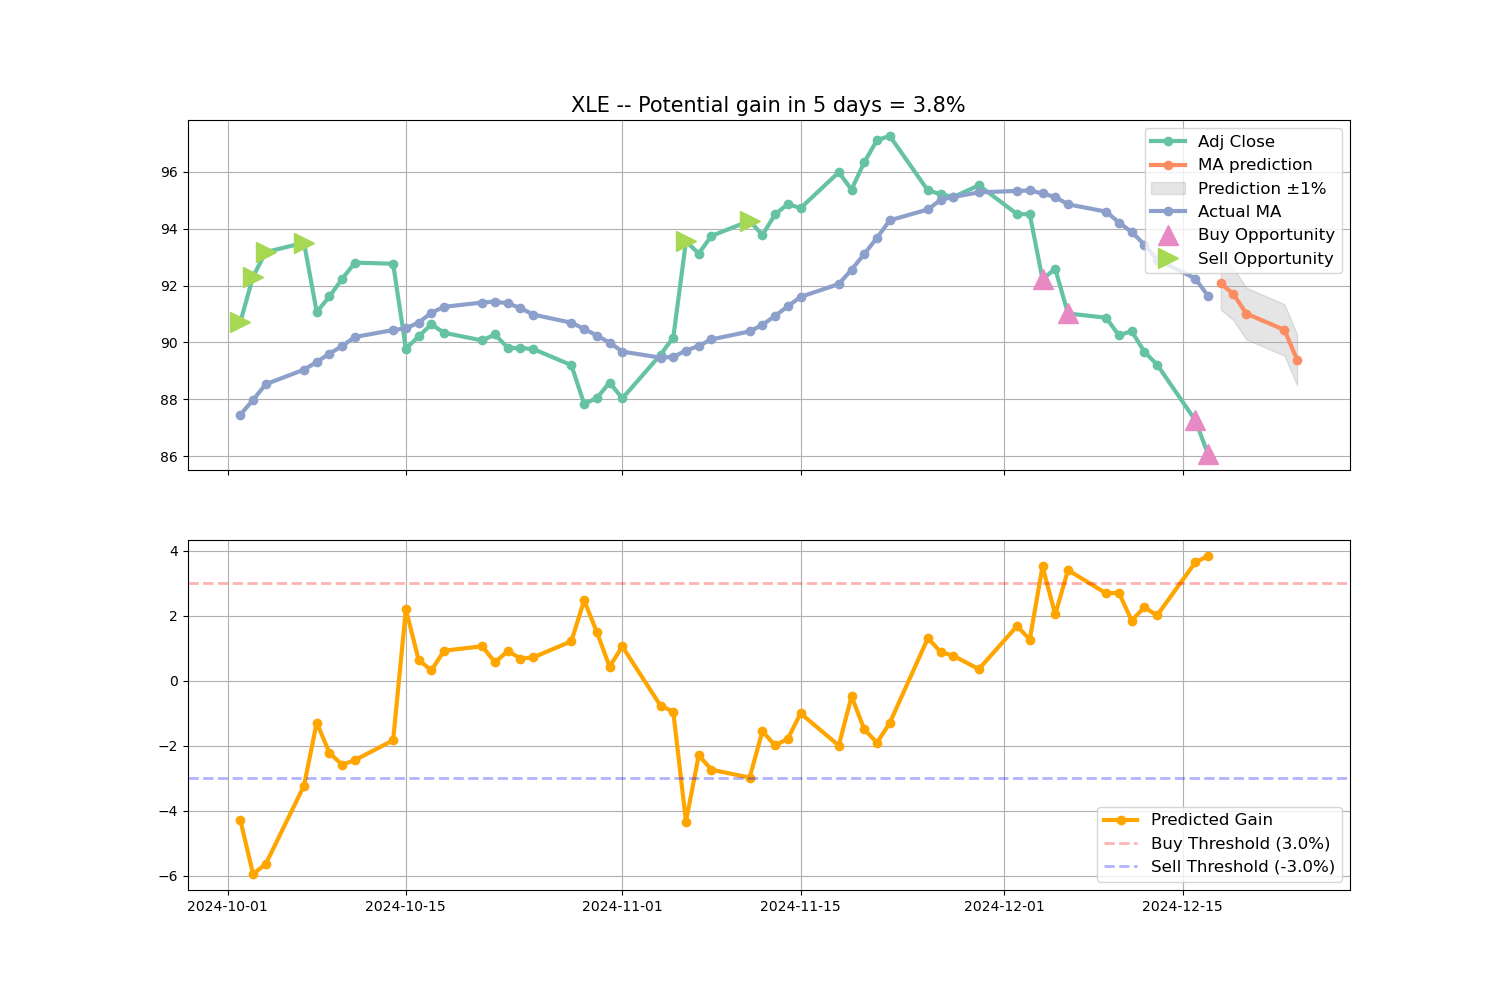 XLE -- Potential gain in 5 days = 3.8%
96
94
92
90
88
86
Adj Close
MA prediction
Prediction ±1%
Actual MA
Buy Opportunity
Sell Opportunity
4
2
0
−2
−4
−6
Predicted Gain
Buy Threshold (3.0%)
Sell Threshold (-3.0%)
2024-10-01 2024-10-15 2024-11-01 2024-11-15 2024-12-01 2024-12-15